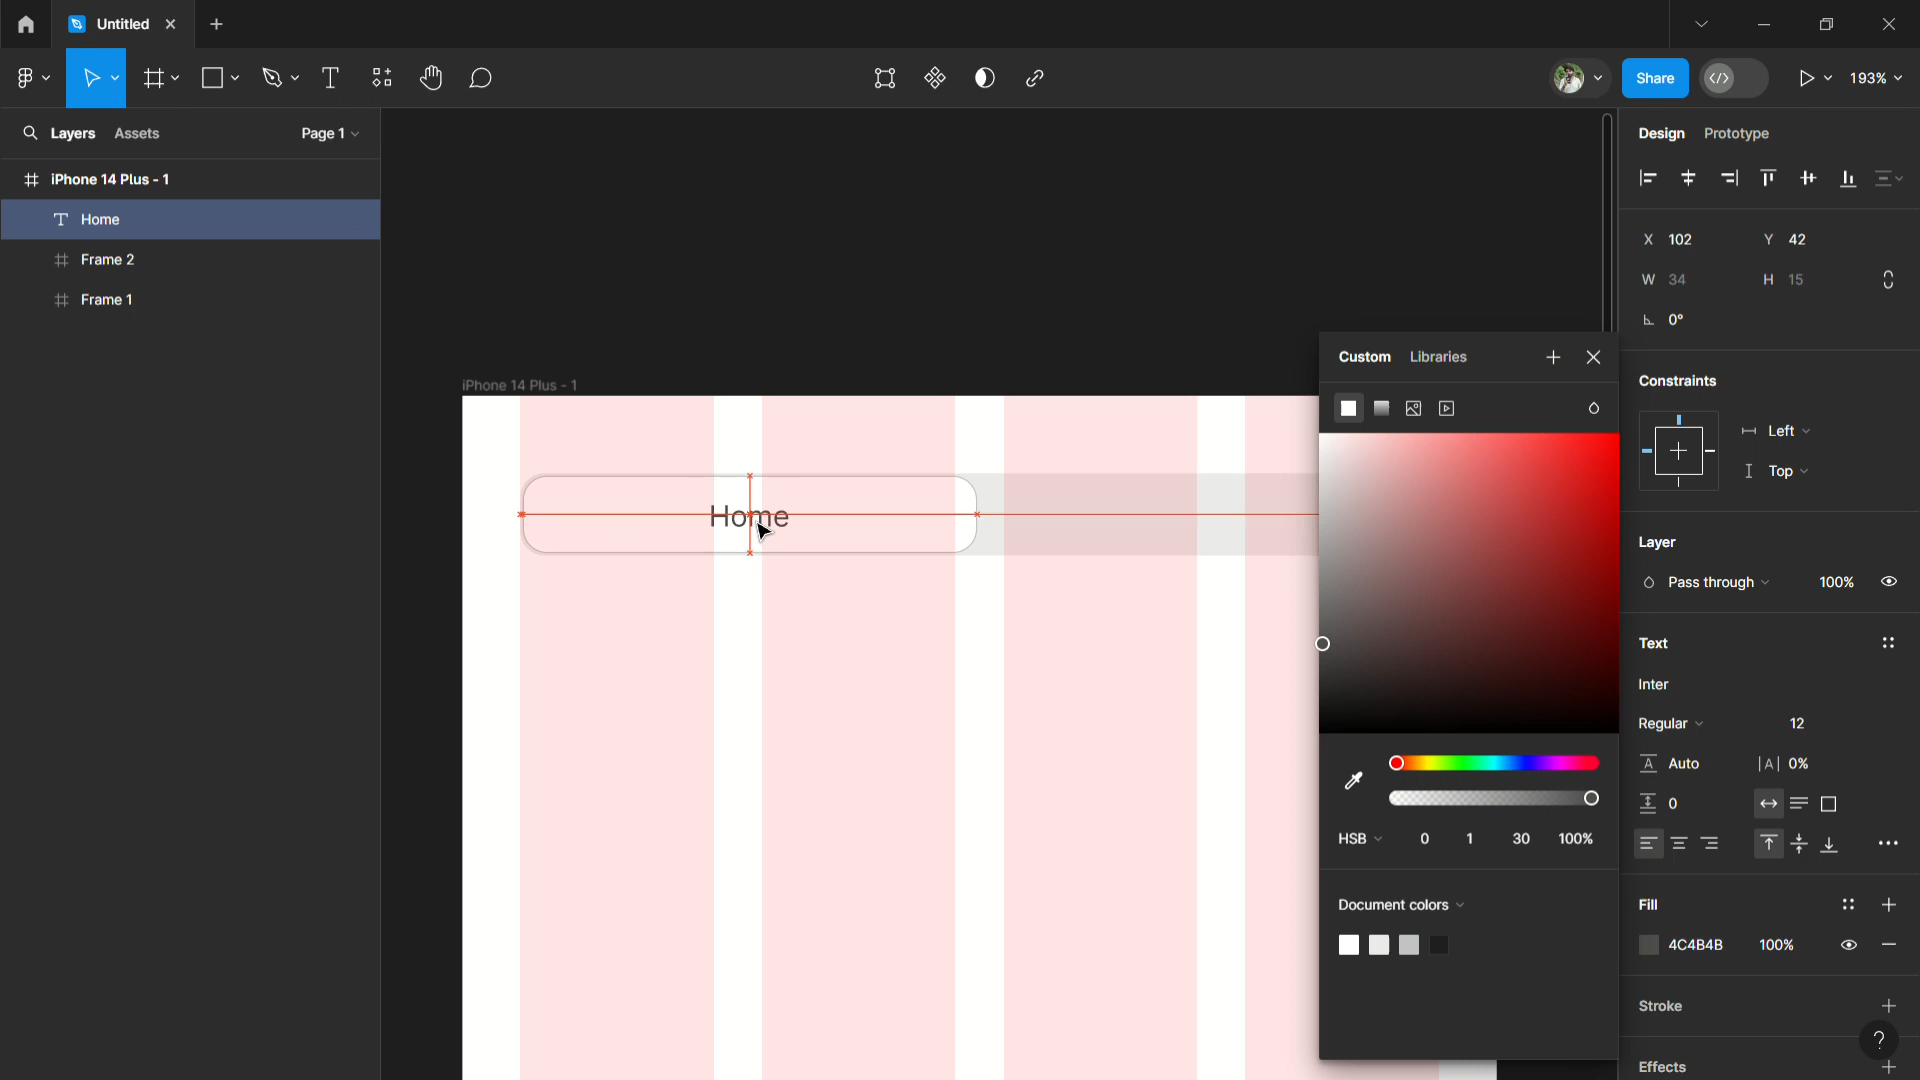 Untitled
Share
193%
Layers
Assets
Page 1
Design
Prototype
iPhone 14 Plus - 1
Home
Frame 2
Frame 1
X 102
Y 42
W 34
H 15
0°
iPhone 14 Plus - 1
Home
Custom
Libraries
HSB
0
1
30
100%
Document colors
Constraints
Left
Top
Layer
Pass through
100%
Text
Inter
Regular
12
A Auto
|A| 0%
0
Fill
4C4B4B
100%
Stroke
Effects
?